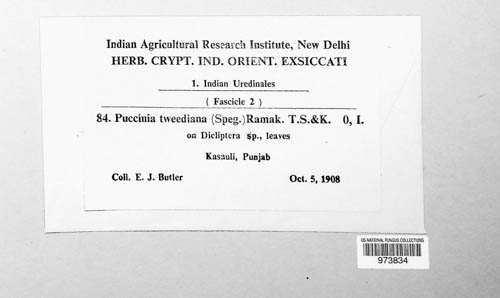 Indian Agricultural Research Institute, New Delhi
HERB. CRYPT. IND. ORIENT. EXSICCATI
1. Indian Uredinales
( Fascicle 2 )
84. Puccinia tweediana (Speg.) Ramak. T.S.&K. 0, I.
on Dicliptera sp., leaves
Kasauli, Punjab
Coll. E. J. Butler Oct. 5, 1908
US NATIONAL FUNGUS COLLECTIONS
973834